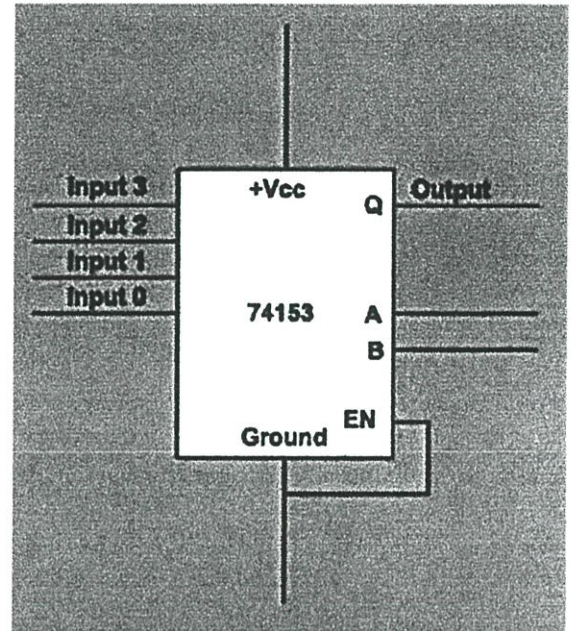 Input 3
+Vcc
Q
Output
Input 2
Input 1
Input 0
74153
A
B
EN
Ground